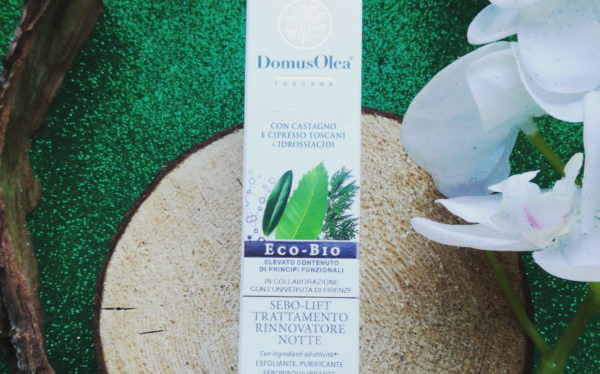 DomusOlea®
TOSCANA
CON CASTAGNO
E CIPRESSO TOSCANI
+ IDROSSIACIDI
ECO-BIO
ELEVATO CONTENUTO
DI PRINCIPI FUNZIONALI
IN COLLABORAZIONE
CON L'UNIVERSITÀ DI FIRENZE
SEBO-LIFT
TRATTAMENTO
RINNOVATORE
NOTTE
Con ingredienti ad attività:
ESFOLIANTE, PURIFICANTE
SEBORIEQUILIBRANTE